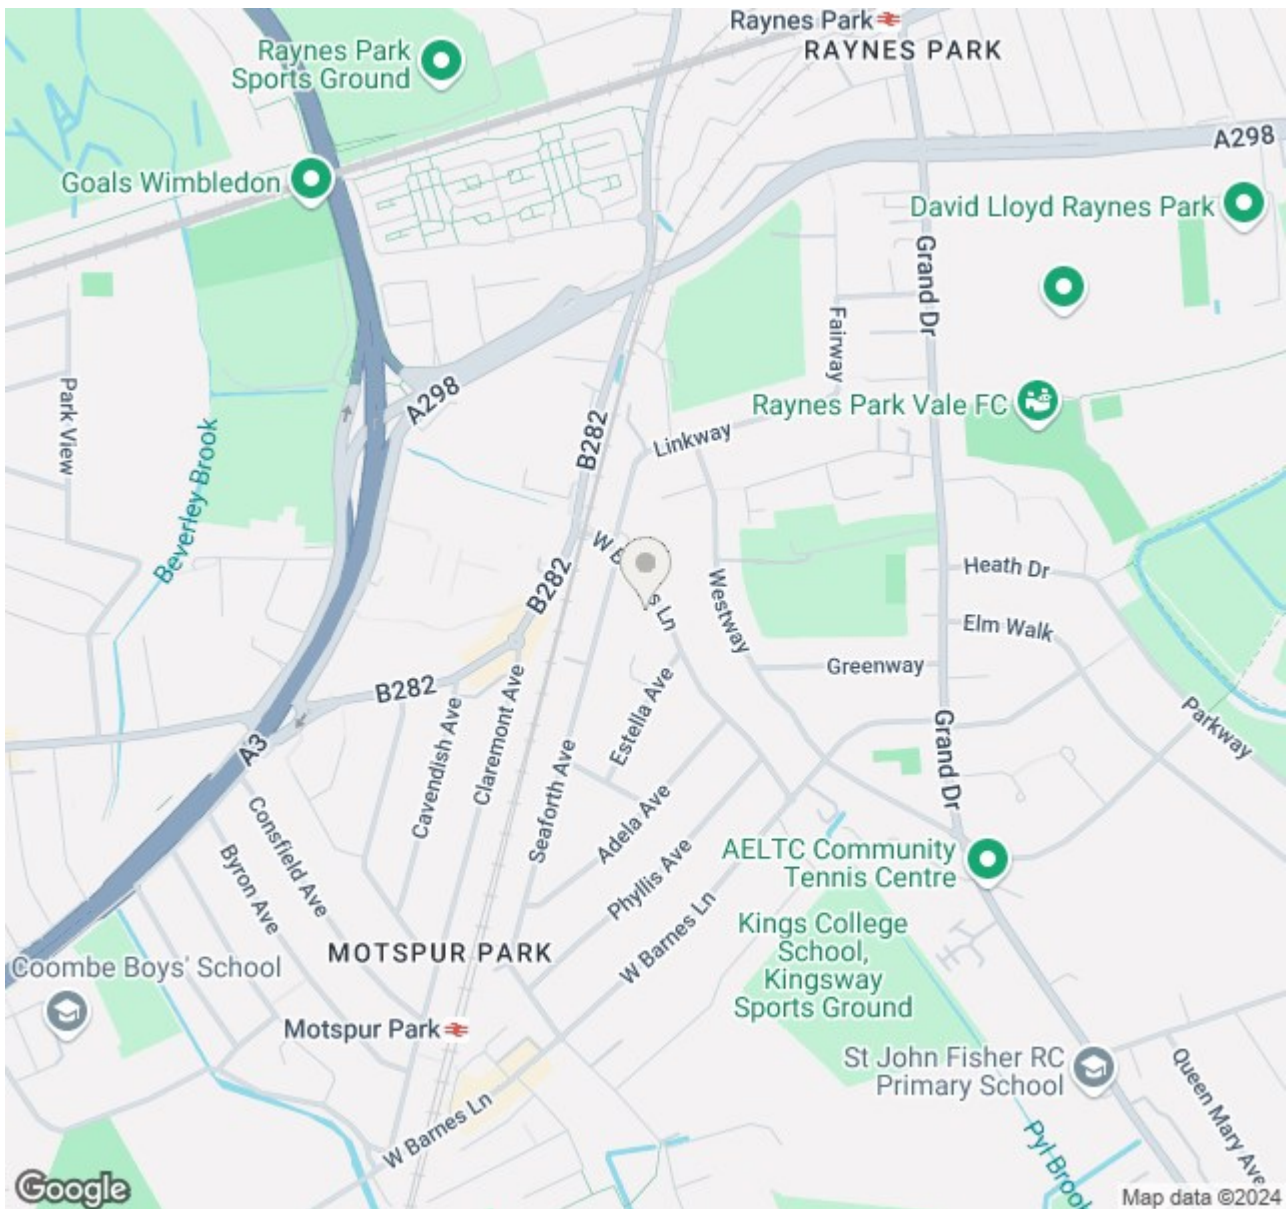 Raynes Park
RAYNES PARK
Raynes Park
Sports Ground
A298
Goals Wimbledon
David Lloyd Raynes Park
Grand Dr
Fairway
Park View
A298
Raynes Park Vale FC
B282
Linkway
Beverley Brook
W B
s Ln
B282
Westway
Heath Dr
Elm Walk
Greenway
B282
Estella Ave
Parkway
A3
Cavendish Ave
Claremont Ave
Grand Dr
Seaforth Ave
Consfield Ave
Adela Ave
Byron Ave
Phyllis Ave
AELTC Community
Tennis Centre
W Barnes Ln
Kings College
School,
Kingsway
Sports Ground
MOTSPUR PARK
Coombe Boys' School
Motspur Park
St John Fisher RC
Primary School
Queen Mary Ave
W Barnes Ln
Pyl Brook
Google
Map data ©2024